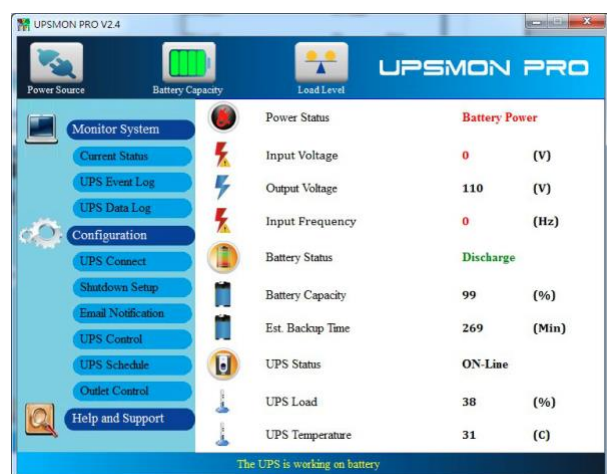 UPSMON PRO V2.4
UPSMON PRO
Power Source
Battery Capacity
Load Level
Monitor System
Current Status
UPS Event Log
UPS Data Log
Configuration
UPS Connect
Shutdown Setup
Email Notification
UPS Control
UPS Schedule
Outlet Control
Help and Support
Power Status Battery Power
Input Voltage 0 (V)
Output Voltage 110 (V)
Input Frequency 0 (Hz)
Battery Status Discharge
Battery Capacity 99 (%)
Est. Backup Time 269 (Min)
UPS Status ON-Line
UPS Load 38 (%)
UPS Temperature 31 (C)
The UPS is working on battery